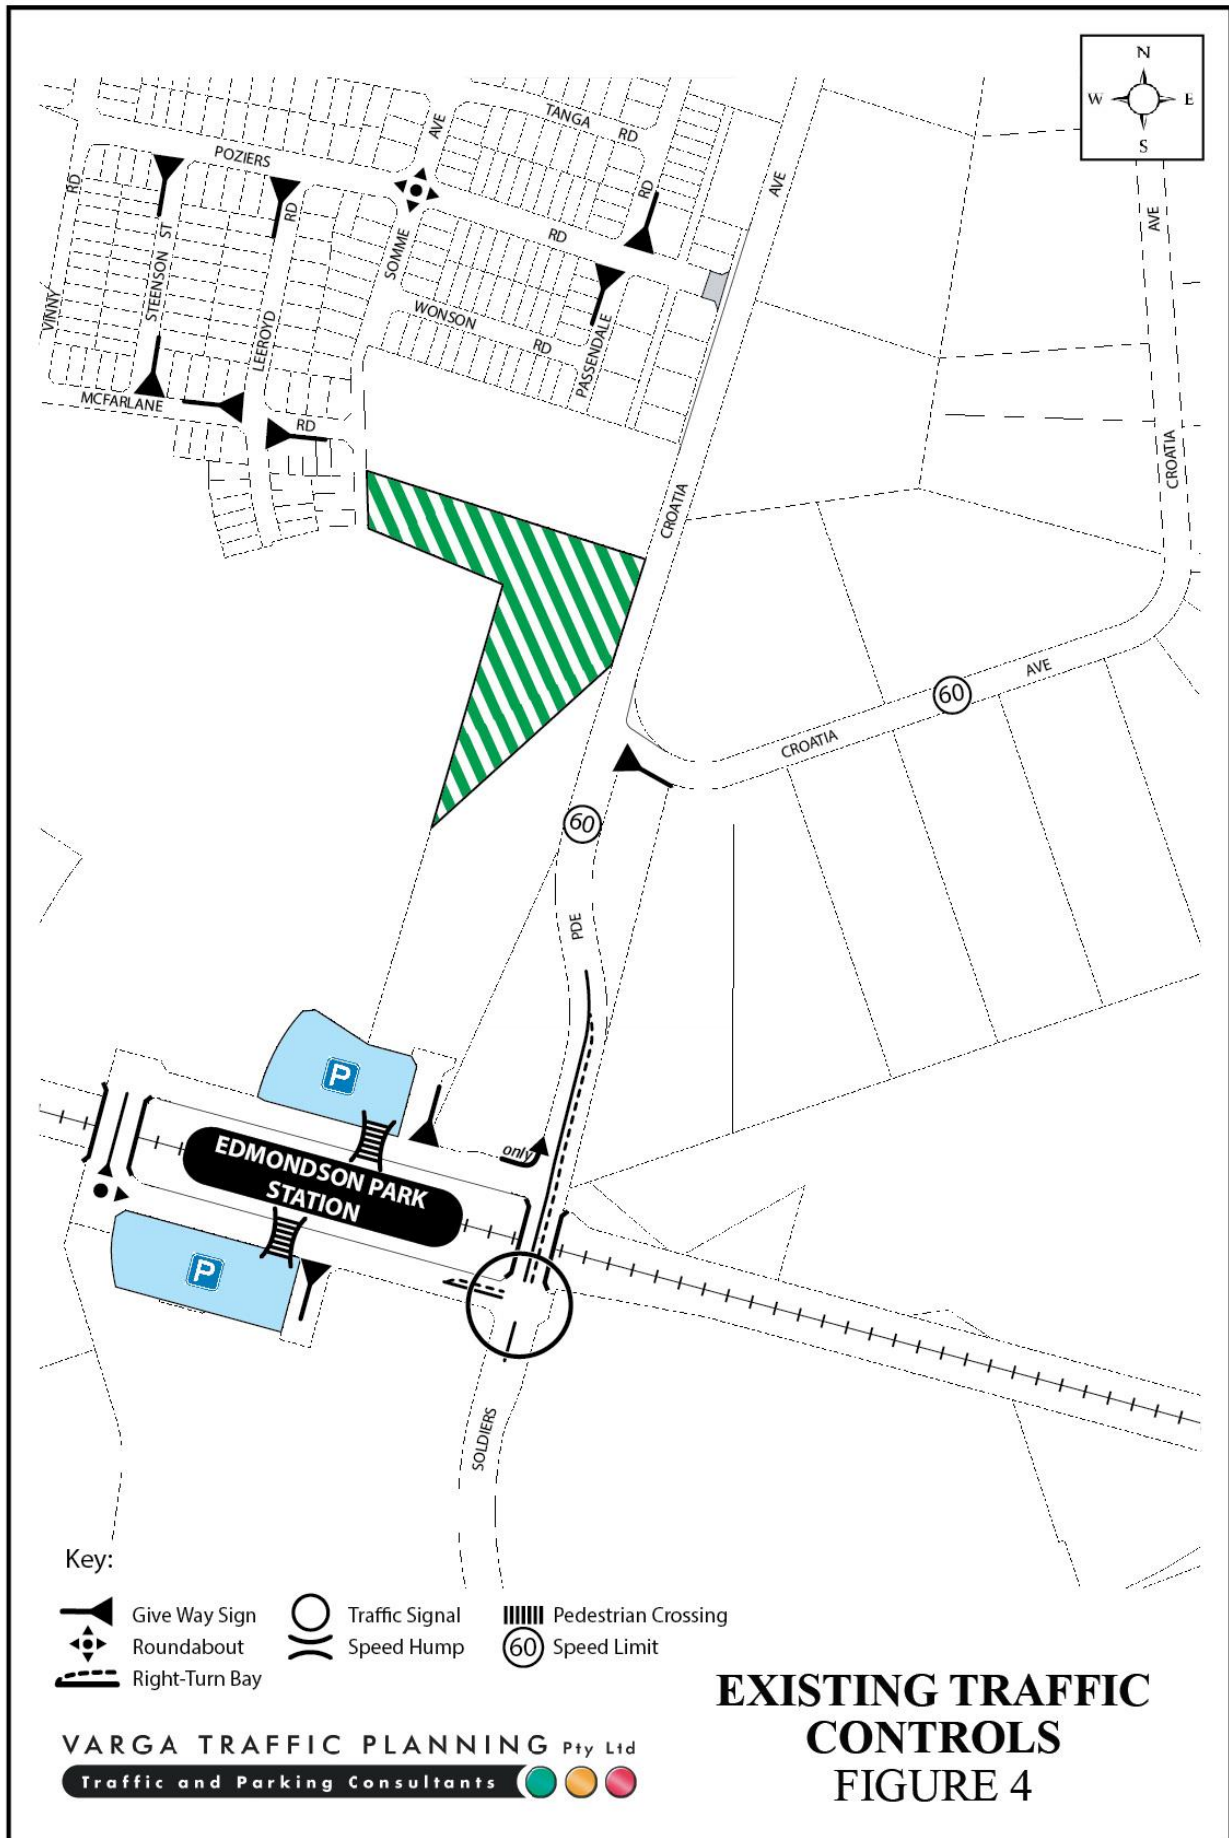 N
W E
S
TANGA RD
AVE
POZIERS
RD
AVE
RD
RD
AVE
STEENSON ST
SOMME
RD
VINNY
LEEROYD
WONSON RD
PASSENDALE
MCFARLANE
RD
CROATIA
CROATIA
60
AVE
CROATIA
60
PDE
P
only
EDMONDSON PARK
STATION
P
SOLDIERS
Key:
Give Way Sign
Traffic Signal
Pedestrian Crossing
Roundabout
Speed Hump
60 Speed Limit
Right-Turn Bay
EXISTING TRAFFIC
CONTROLS
FIGURE 4
VARGA TRAFFIC PLANNING Pty Ltd
Traffic and Parking Consultants